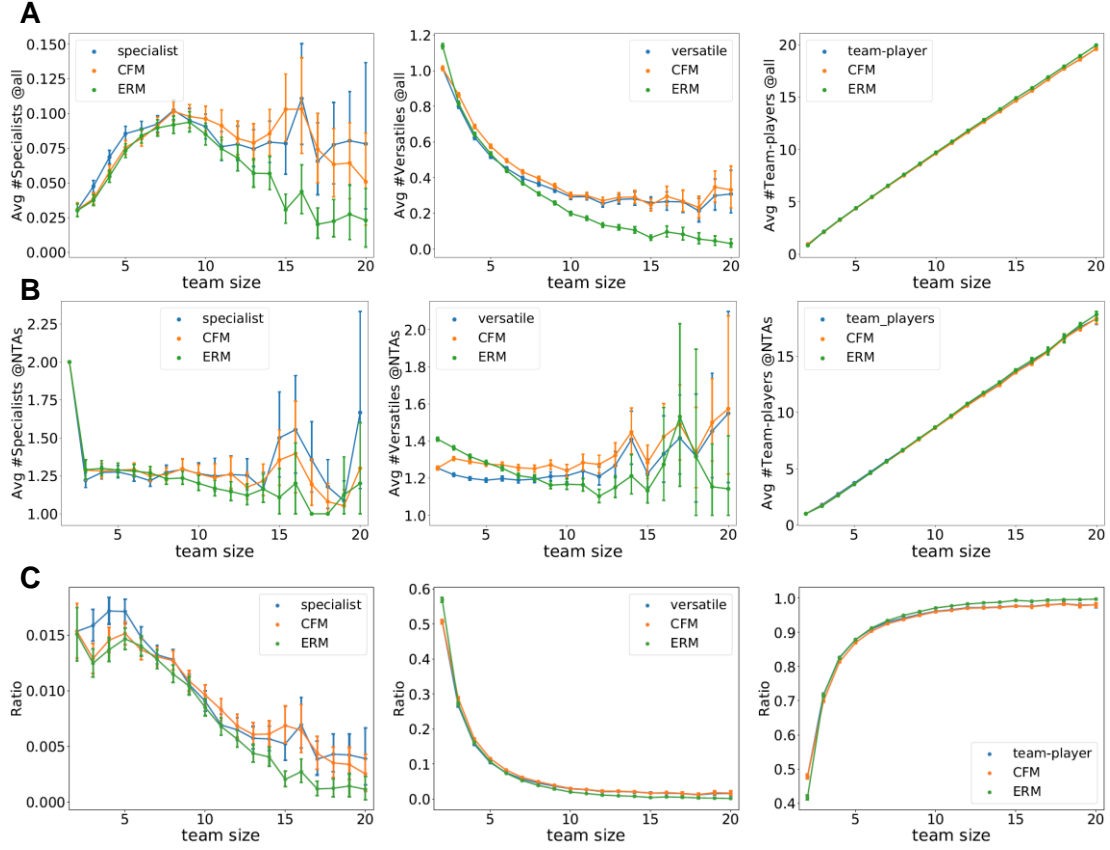 A
Avg #Specialists @all
0.150
0.125
0.100
0.075
0.050
0.025
0.000
specialist
CFM
ERM
5
10
15
20
team size
Avg #Versatiles @all
1.2
1.0
0.8
0.6
0.4
0.2
0.0
versatile
CFM
ERM
5
10
15
20
team size
Avg #Team-players @all
20
15
10
5
0
team-player
CFM
ERM
5
10
15
20
team size
B
Avg #Specialists @NTAs
2.25
2.00
1.75
1.50
1.25
1.00
specialist
CFM
ERM
5
10
15
20
team size
Avg #Versatiles @NTAs
2.0
1.8
1.6
1.4
1.2
1.0
versatile
CFM
ERM
5
10
15
20
team size
Avg #Team-players @NTAs
15
10
5
0
team_players
CFM
ERM
5
10
15
20
team size
C
Ratio
0.015
0.010
0.005
0.000
specialist
CFM
ERM
5
10
15
20
team size
Ratio
0.6
0.5
0.4
0.3
0.2
0.1
0.0
versatile
CFM
ERM
5
10
15
20
team size
Ratio
1.0
0.9
0.8
0.7
0.6
0.5
0.4
team-player
CFM
ERM
5
10
15
20
team size